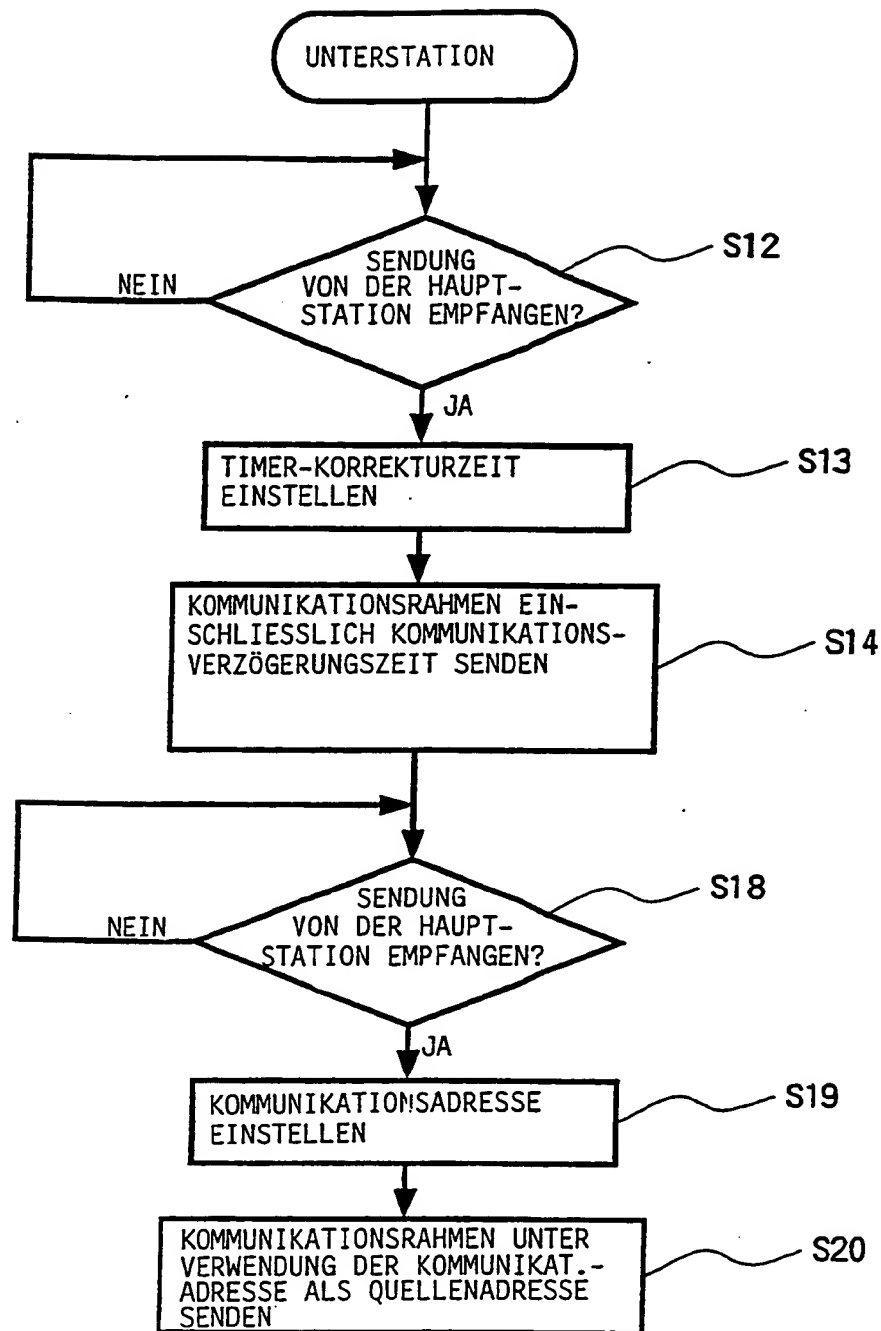 UNTERSTATION
SENDUNG
VON DER HAUPT-
STATION EMPFANGEN?
S12
NEIN
JA
TIMER-KORREKTURZEIT
EINSTELLEN
S13
KOMMUNIKATIONSRAHMEN EIN-
SCHLIESSLICH KOMMUNIKATIONS-
VERZÖGERUNGSZEIT SENDEN
S14
SENDUNG
VON DER HAUPT-
STATION EMPFANGEN?
S18
NEIN
JA
KOMMUNIKATIONSADRESSE
EINSTELLEN
S19
KOMMUNIKATIONSRAHMEN UNTER
VERWENDUNG DER KOMMUNIKAT.-
ADRESSE ALS QUELLENADRESSE
SENDEN
S20